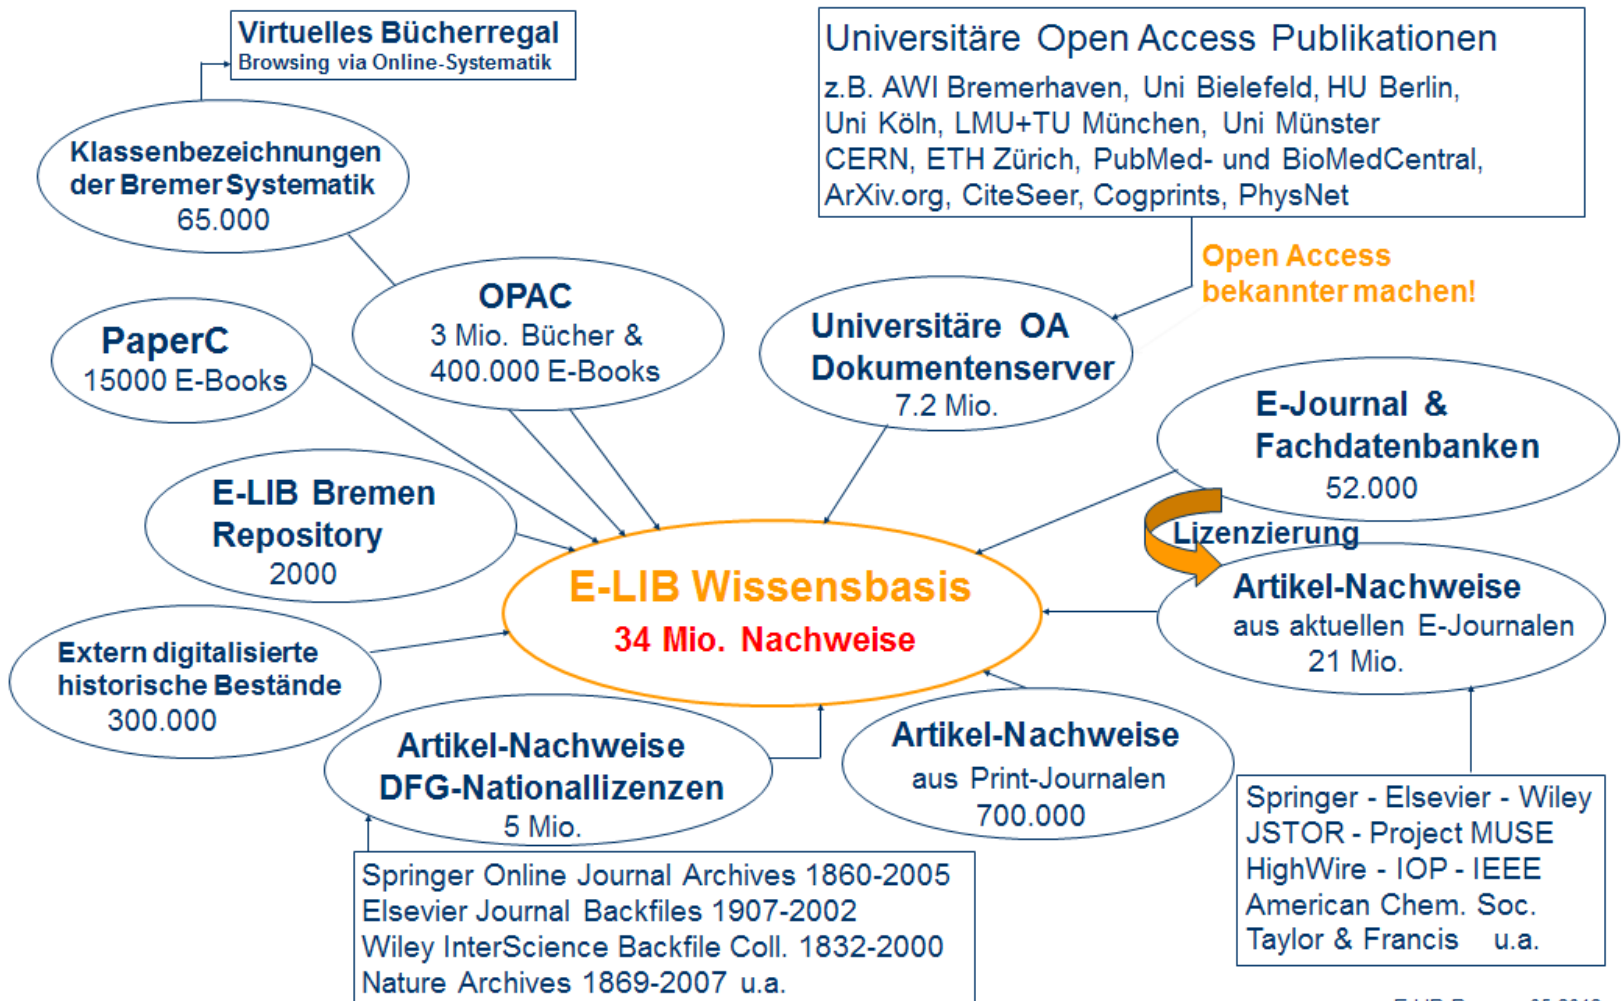 Virtuelles Bücherregal
Browsing via Online-Systematik
Universitäre Open Access Publikationen
z.B. AWI Bremerhaven, Uni Bielefeld, HU Berlin,
Uni Köln, LMU+TU München, Uni Münster
CERN, ETH Zürich, PubMed- und BioMedCentral,
ArXiv.org, CiteSeer, Cogprints, PhysNet
Klassenbezeichnungen
der Bremer Systematik
65.000
Open Access
bekannter machen!
OPAC
3 Mio. Bücher &
400.000 E-Books
PaperC
15000 E-Books
Universitäre OA
Dokumentenserver
7.2 Mio.
E-Journal &
Fachdatenbanken
52.000
E-LIB Bremen
Repository
2000
Lizenzierung
E-LIB Wissensbasis
34 Mio. Nachweise
Artikel-Nachweise
aus aktuellen E-Journalen
21 Mio.
Extern digitalisierte
historische Bestände
300.000
Artikel-Nachweise
DFG-Nationallizenzen
5 Mio.
Artikel-Nachweise
aus Print-Journalen
700.000
Springer - Elsevier - Wiley
JSTOR - Project MUSE
HighWire - IOP - IEEE
American Chem. Soc.
Taylor & Francis u.a.
Springer Online Journal Archives 1860-2005
Elsevier Journal Backfiles 1907-2002
Wiley InterScience Backfile Coll. 1832-2000
Nature Archives 1869-2007 u.a.